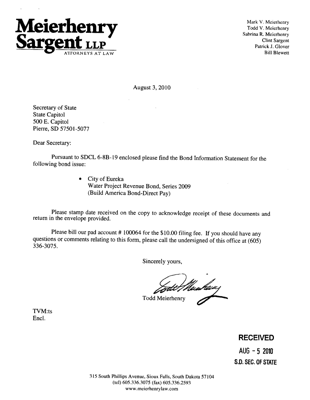 Meierhenry
Sargent LLP
ATTORNEYS AT LAW
Mark V. Meierhenry
Todd V. Meierhenry
Sabrina R. Meierhenry
Clint Sargent
Patrick J. Glover
Bill Blewett
August 3, 2010
Secretary of State
State Capitol
500 E. Capitol
Pierre, SD 57501-5077
Dear Secretary:
Pursuant to SDCL 6-8B-19 enclosed please find the Bond Information Statement for the
following bond issue:
• City of Eureka
Water Project Revenue Bond, Series 2009
(Build America Bond-Direct Pay)
Please stamp date received on the copy to acknowledge receipt of these documents and
return in the envelope provided.
Please bill our pad account # 100064 for the $10.00 filing fee. If you should have any
questions or comments relating to this form, please call the undersigned of this office at (605)
336-3075.
Sincerely yours,
Todd Meierhenry
Todd Meierhenry
TVM:ts
Encl.
RECEIVED
AUG - 5 2010
S.D. SEC. OF STATE
315 South Phillips Avenue, Sioux Falls, South Dakota 57104
(tel) 605.336.3075 (fax) 605.336.2593
www.meierhenrylaw.com